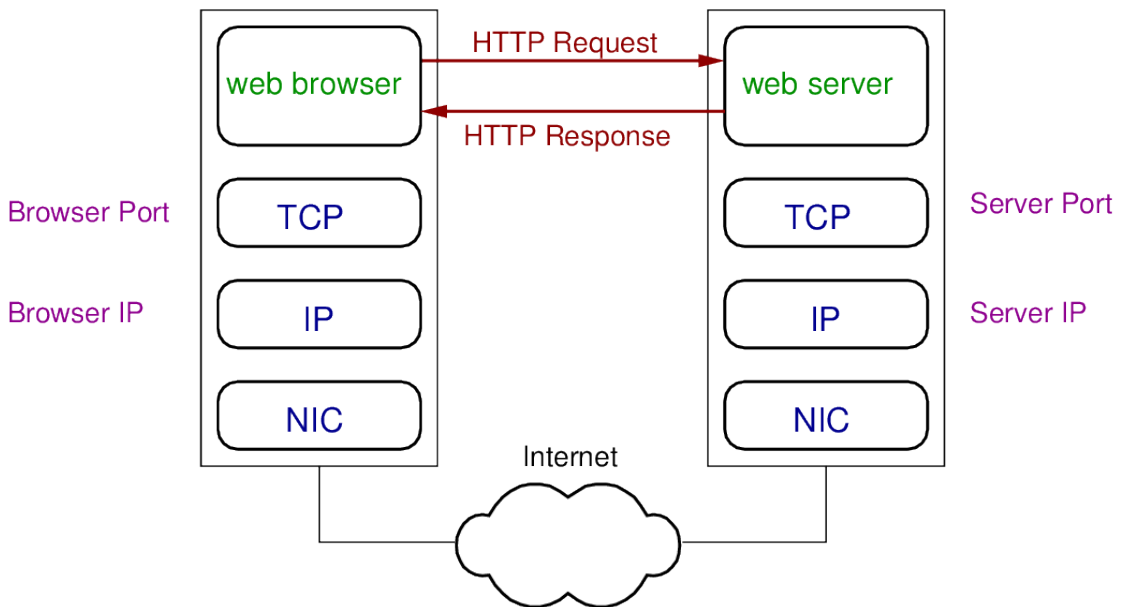 HTTP Request
web browser
web server
HTTP Response
Browser Port
TCP
TCP
Server Port
Browser IP
IP
IP
Server IP
NIC
NIC
Internet